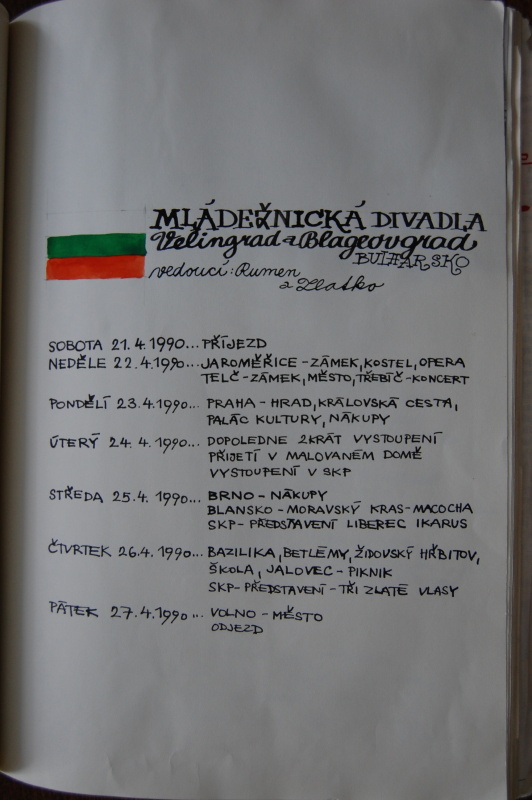 MLÁDEŽNICKÁ DIVADLA
Velingrad a Blageovgrad
BULHARSKO
vedoucí: Rumen
a Zlatko
SOBOTA 21.4.1990... PŘÍJEZD
NEDĚLE 22.4.1990... JAROMĚŘICE-ZÁMEK, KOSTEL, OPERA
TELČ-ZÁMEK, MĚSTO, TŘEBÍČ-KONCERT
PONDĚLÍ 23.4.1990... PRAHA-HRAD, KRÁLOVSKÁ CESTA,
PALÁC KULTURY, NÁKUPY
ÚTERÝ 24.4.1990... DOPOLEDNE 2KRÁT VYSTOUPENÍ
PŘIJETÍ V MALOVANÉM DOMĚ
VYSTOUPENÍ V SKP
STŘEDA 25.4.1990... BRNO-NÁKUPY
BLANSKO-MORAVSKÝ KRAS-MACOCHA
SKP-PŘEDSTAVENÍ LIBEREC IKARUS
ČTVRTEK 26.4.1990... BAZILIKA, BETLÉMY, ŽIDOVSKÝ HŘBITOV,
ŠKOLA, JALOVEC-PIKNIK
SKP-PŘEDSTAVENÍ-TŘI ZLATÉ VLASY
PÁTEK 27.4.1990... VOLNO-MĚSTO
ODJEZD